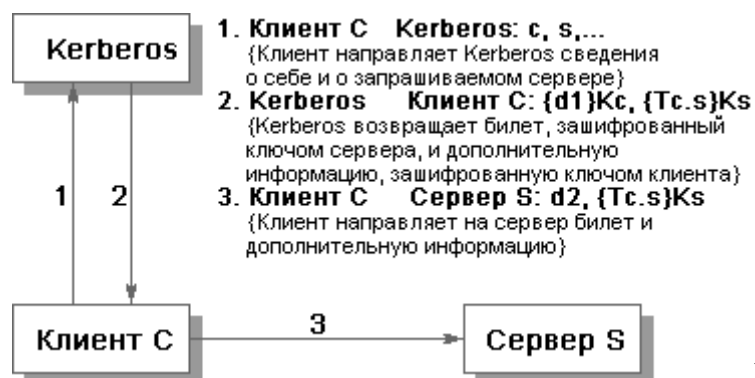 Kerberos
1. Клиент C Kerberos: c, s,...
{Клиент направляет Kerberos сведения
о себе и о запрашиваемом сервере}
2. Kerberos Клиент C: {d1}Kc, {Tc.s}Ks
{Kerberos возвращает билет, зашифрованный
ключом сервера, и дополнительную
информацию, зашифрованную ключом клиента}
3. Клиент C Сервер S: d2, {Tc.s}Ks
{Клиент направляет на сервер билет и
дополнительную информацию}
1 2
3
Клиент C
Сервер S